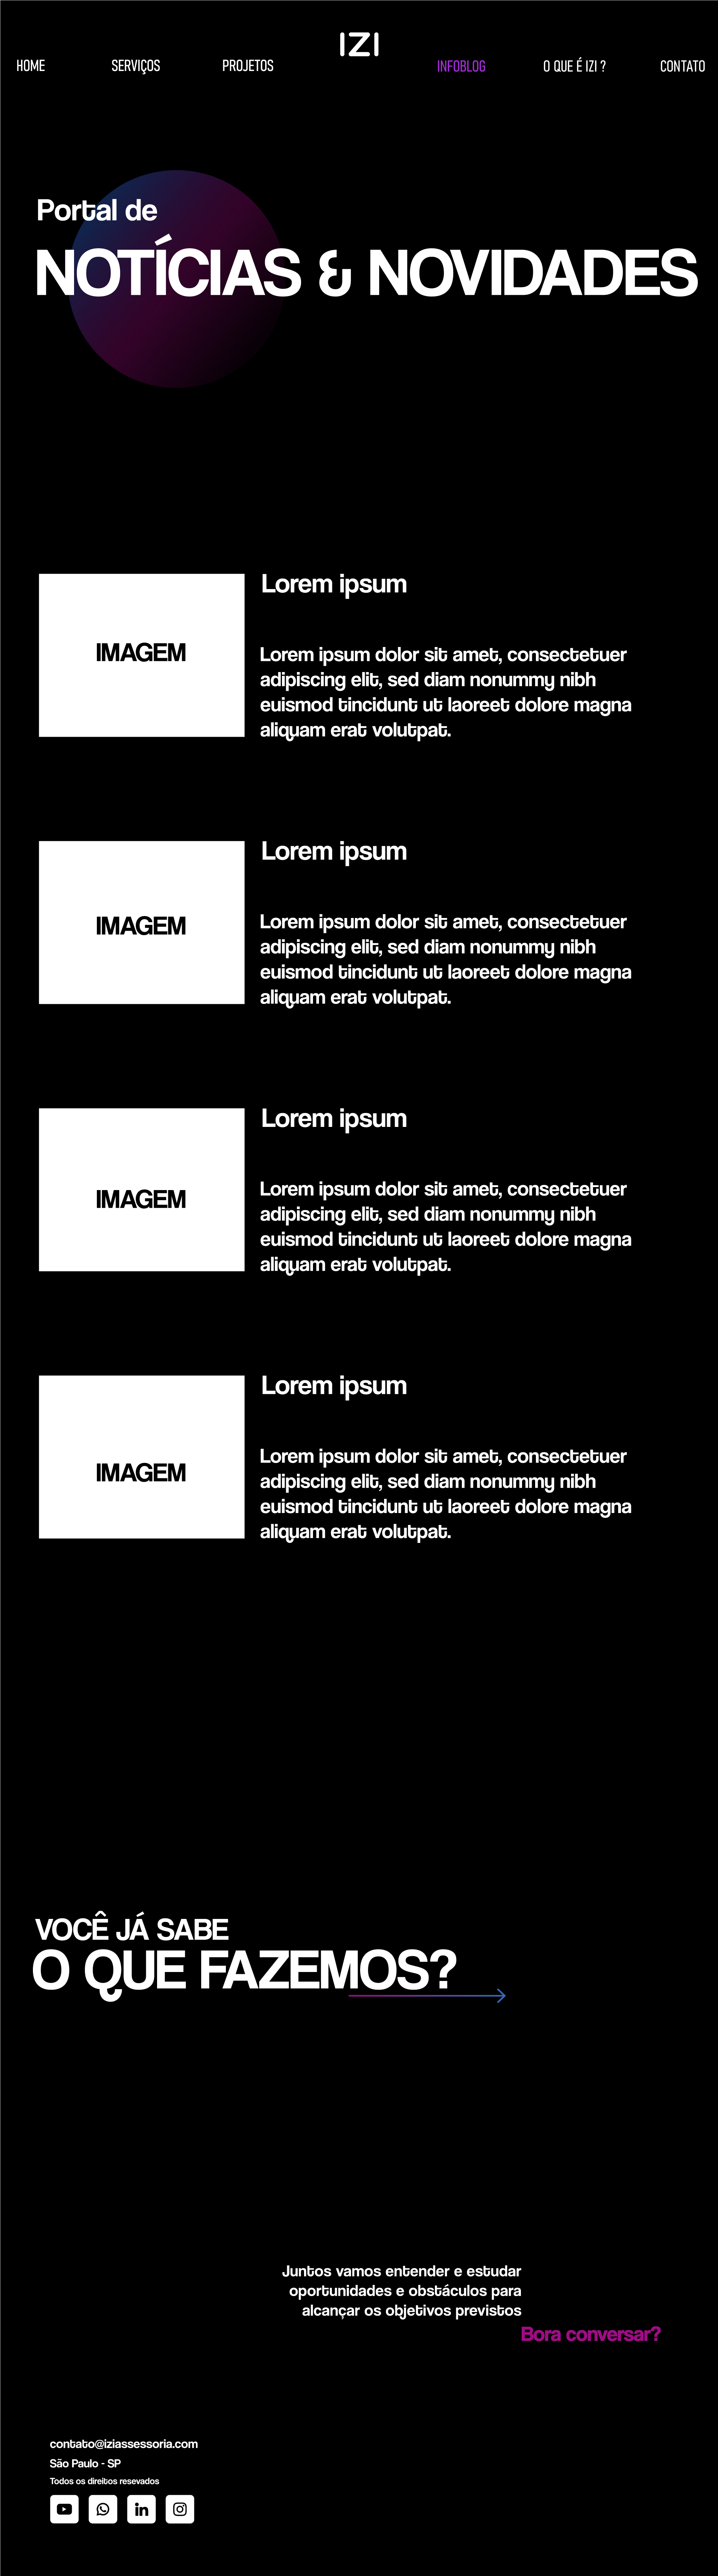 IZI
HOME SERVIÇOS PROJETOS INFOBLOG O QUE É IZI ? CONTATO
Portal de
NOTÍCIAS & NOVIDADES
Lorem ipsum
IMAGEM
Lorem ipsum dolor sit amet, consectetuer
adipiscing elit, sed diam nonummy nibh
euismod tincidunt ut laoreet dolore magna
aliquam erat volutpat.
Lorem ipsum
IMAGEM
Lorem ipsum dolor sit amet, consectetuer
adipiscing elit, sed diam nonummy nibh
euismod tincidunt ut laoreet dolore magna
aliquam erat volutpat.
Lorem ipsum
IMAGEM
Lorem ipsum dolor sit amet, consectetuer
adipiscing elit, sed diam nonummy nibh
euismod tincidunt ut laoreet dolore magna
aliquam erat volutpat.
Lorem ipsum
IMAGEM
Lorem ipsum dolor sit amet, consectetuer
adipiscing elit, sed diam nonummy nibh
euismod tincidunt ut laoreet dolore magna
aliquam erat volutpat.
VOCÊ JÁ SABE
O QUE FAZEMOS?
Juntos vamos entender e estudar
oportunidades e obstáculos para
alcançar os objetivos previstos
Bora conversar?
contato@iziassessoria.com
São Paulo - SP
Todos os direitos resevados
in